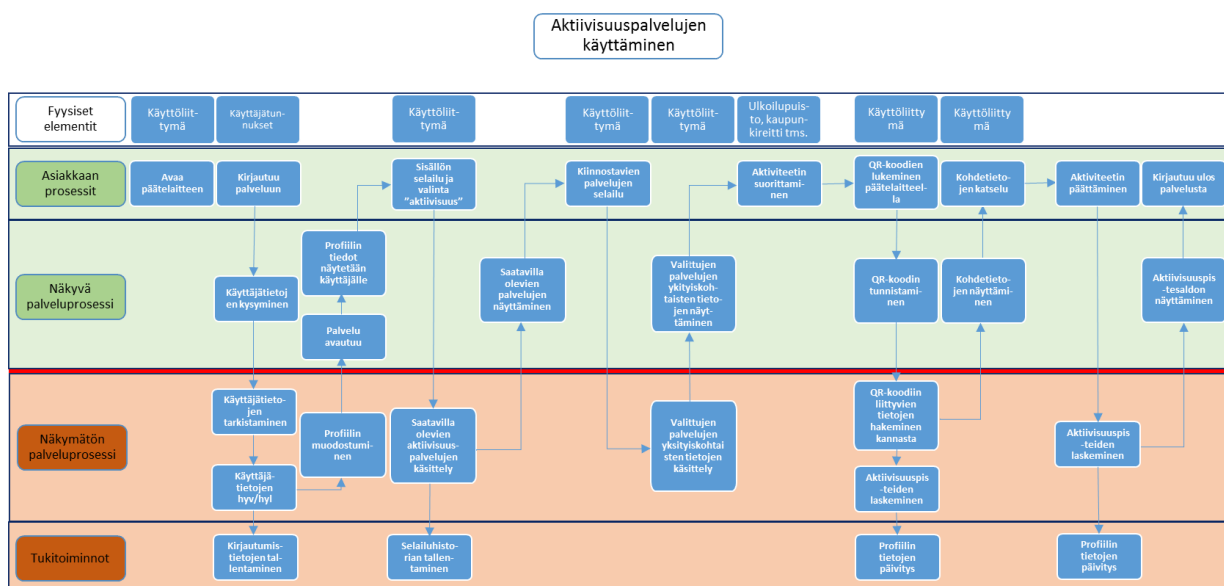 Aktiivisuuspalvelujen
käyttäminen
Fyysiset
elementit
Käyttöliit-
tymä
Käyttäjätun-
nukset
Käyttöliit-
tymä
Käyttöliit-
tymä
Käyttöliit-
tymä
Ulkoilupuis-
to, kaupun-
kireitti tms.
Käyttöliitty
mä
Käyttöliitty
mä
Asiakkaan
prosessit
Avaa
päätelaitteen
Kirjautuu
palveluun
Sisällön
selailu ja
valinta
"aktiivisuus"
Kiinnostavien
palvelujen
selailu
Aktiviteetin
suorittami-
nen
QR-koodien
lukeminen
päätelaitteel-
la
Kohdetieto-
jen katselu
Aktiviteetin
päättäminen
Kirjautuu ulos
palvelusta
Näkyvä
palveluprosessi
Käyttäjätietoj
en kysyminen
Profiilin
tiedot
näytetään
käyttäjälle
Palvelu
avautuu
Saatavilla
olevien
palvelujen
näyttäminen
Valittujen
palvelujen
ykityiskoh-
taisten tieto-
jen näyt-
täminen
QR-koodin
tunnistami-
nen
Kohdetieto-
jen näyttämi-
nen
Aktiivisuuspis
-tesaldon
näyttäminen
Näkymätön
palveluprosessi
Käyttäjätieto-
jen
tarkistaminen
Käyttäjä-
tietojen
hyv/hyl
Profiilin
muodostumi-
nen
Saatavilla
olevien
aktiivisuus-
palvelujen
käsittely
Valittujen
palvelujen
yksityiskohtai
sten tietojen
käsittely
QR-koodiin
liittyvien
tietojen
hakeminen
kannasta
Aktiivisuuspis
-teiden
laskeminen
Aktiivisuuspis
-teiden
laskeminen
Tukitoiminnot
Kirjautumis-
tietojen tal-
lentaminen
Selailuhisto-
rian tallen-
taminen
Profiilin
tietojen
päivitys
Profiilin
tietojen
päivitys